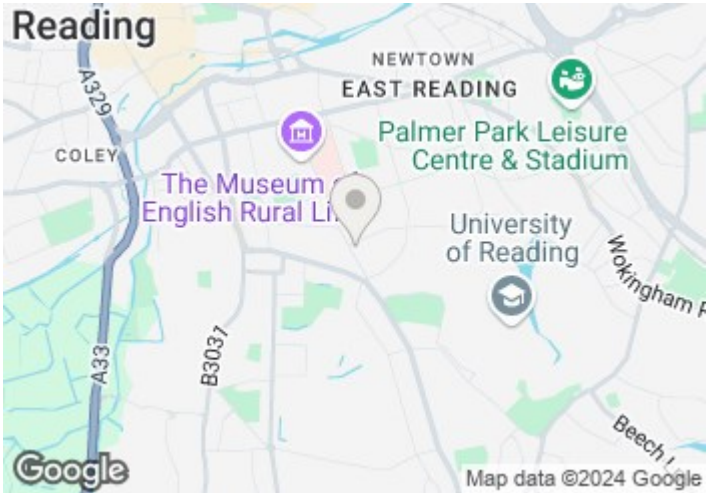 Reading
NEWTOWN
EAST READING
A329
Palmer Park Leisure
Centre & Stadium
COLEY
The Museum of
English Rural Li
University
of Reading
Wokingham R
A33
B3031
Beech L
Google
Map data ©2024 Google